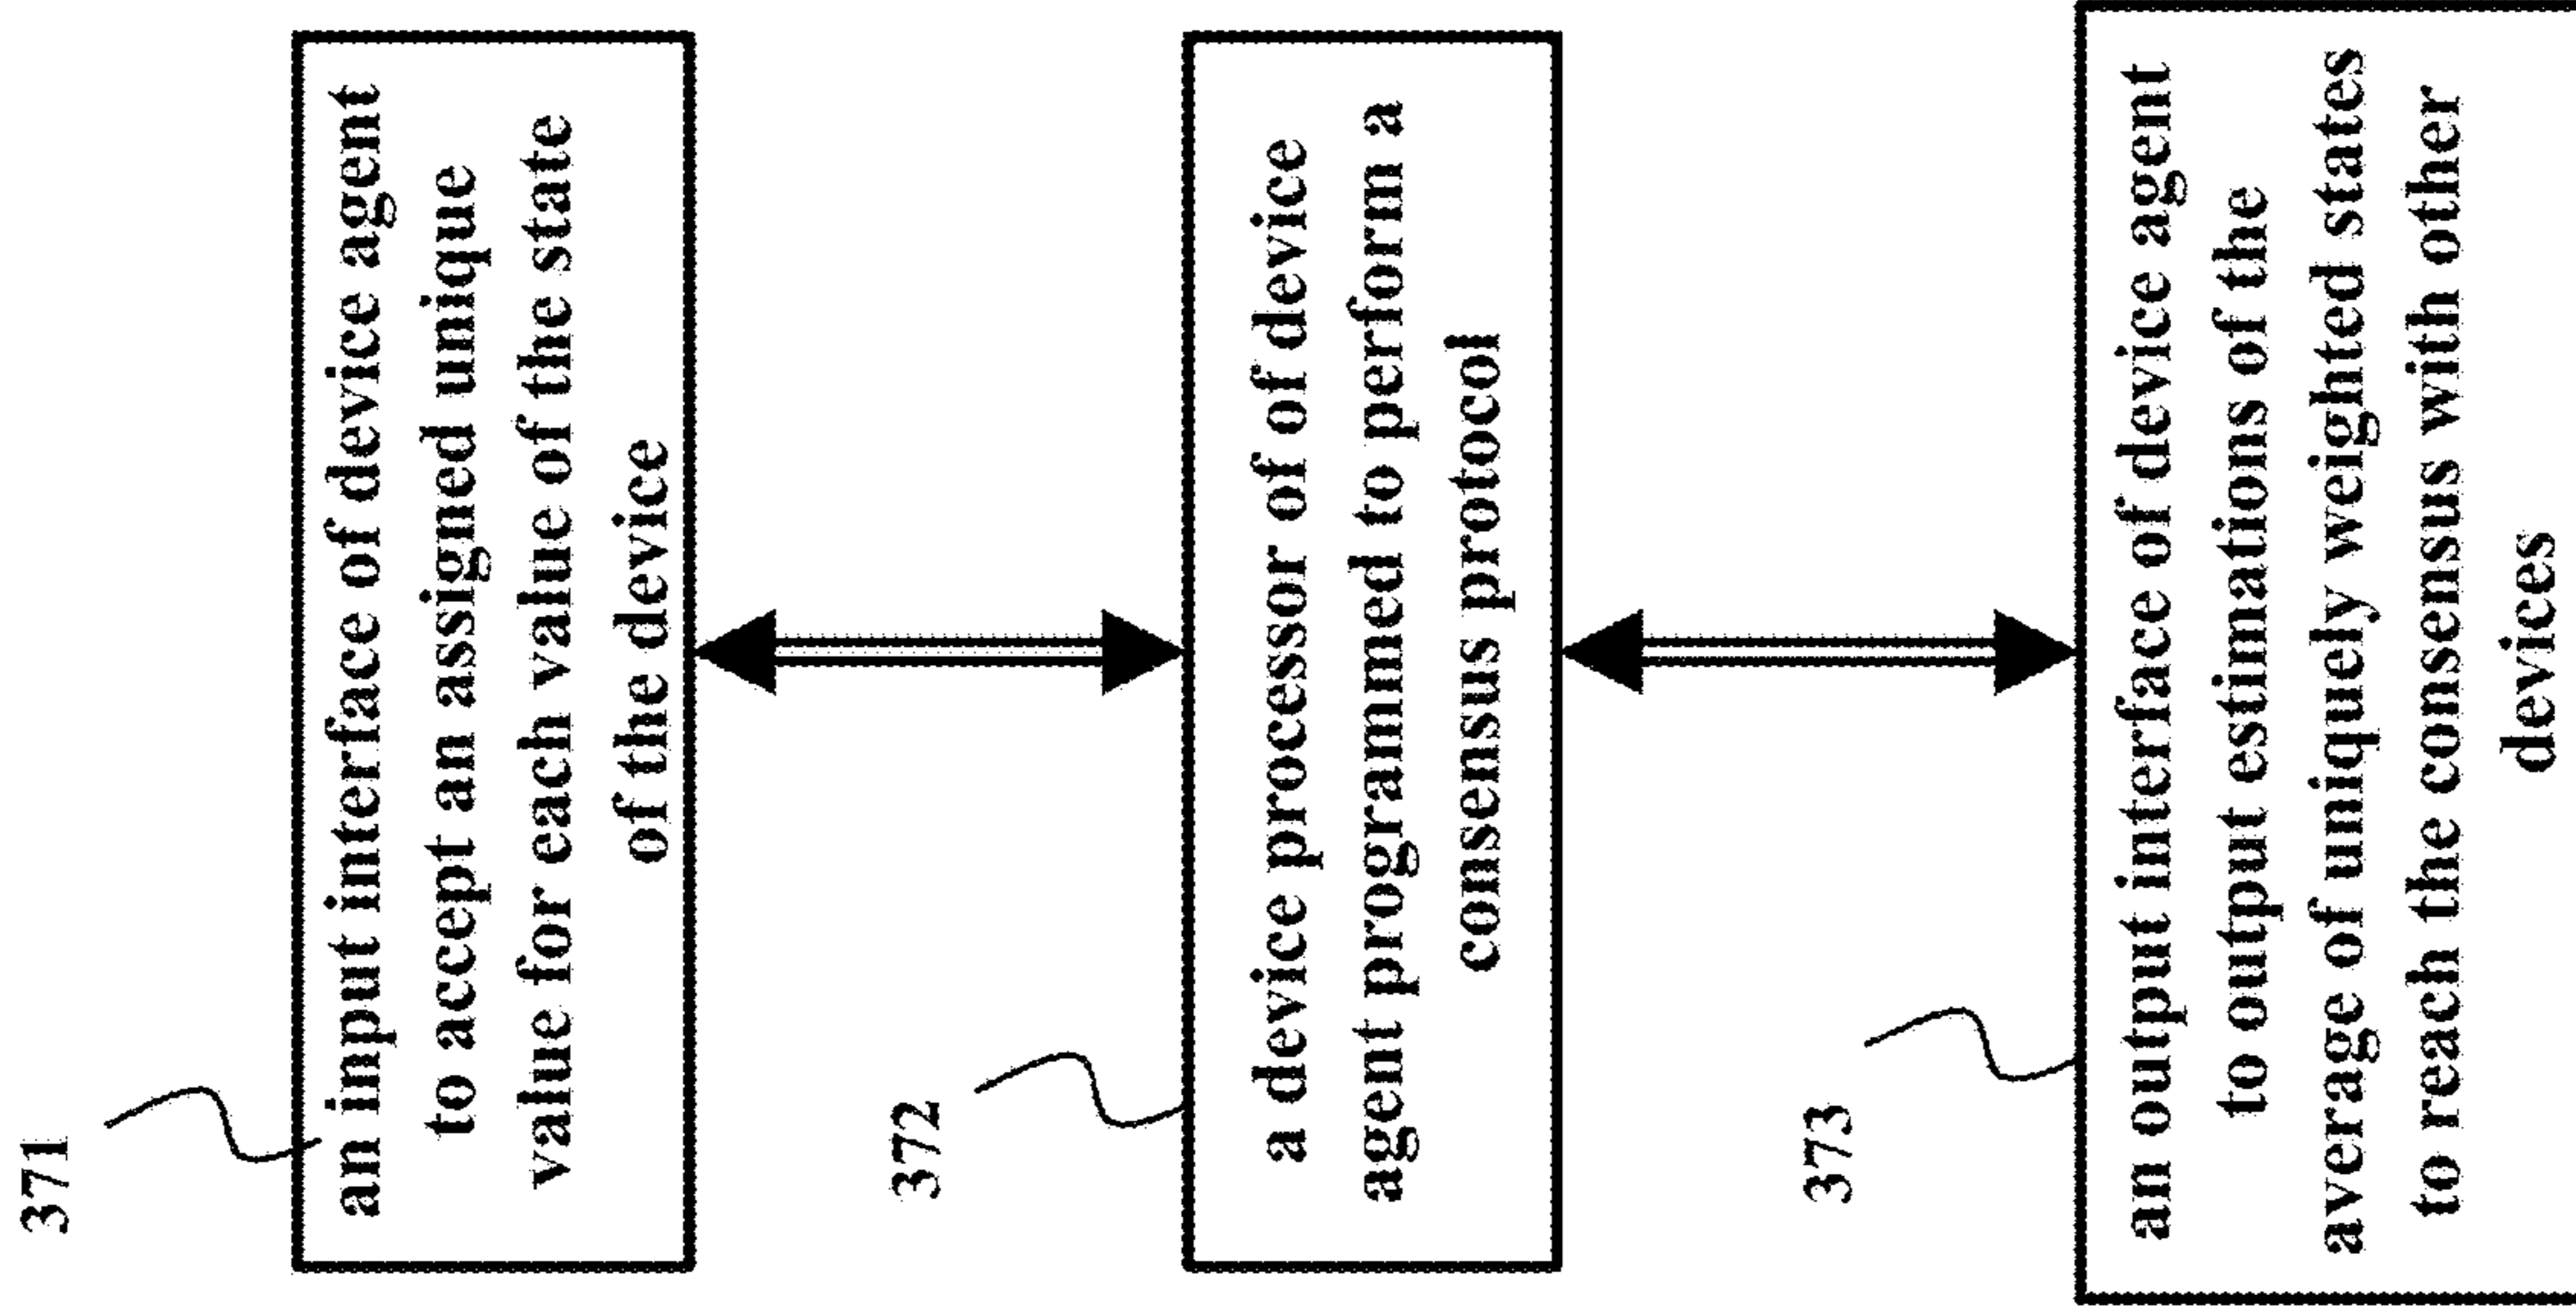 371
an input interface of device agent
to accept an assigned unique
value for each value of the state
of the device
372
a device processor of of device
agent programmed to perform a
consensus protocol
373
an output interface of device agent
to output estimations of the
average of uniquely weighted states
to reach the consensus with other
devices